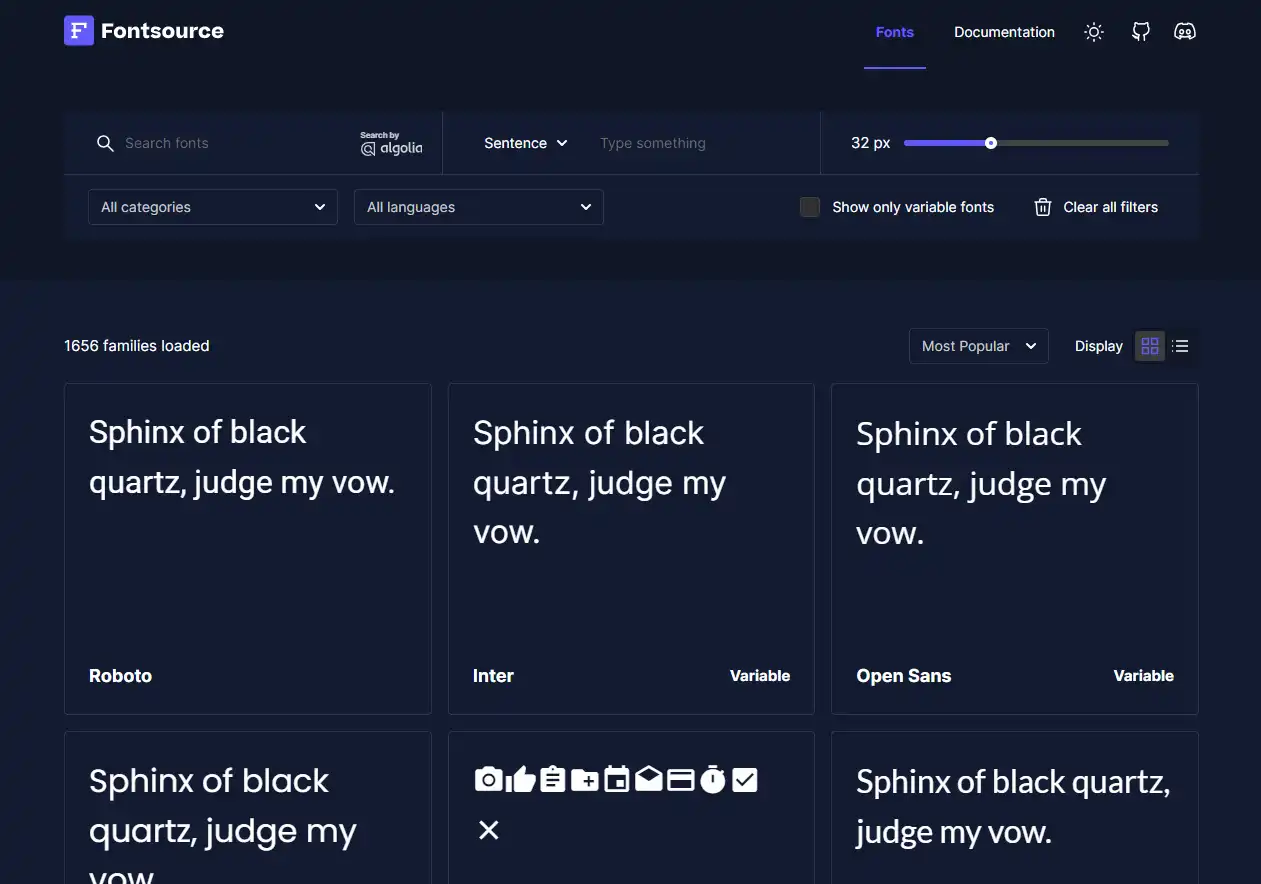 Fontsource
Fonts
Documentation
Search fonts
Search by
algolia
Sentence
Type something
32 px
All categories
All languages
Show only variable fonts
Clear all filters
1656 families loaded
Most Popular
Display
Sphinx of black
quartz, judge my vow.
Roboto
Sphinx of black
quartz, judge my
vow.
Inter
Variable
Sphinx of black
quartz, judge my
vow.
Open Sans
Variable
Sphinx of black
quartz, judge my
vow.
Sphinx of black quartz,
judge my vow.